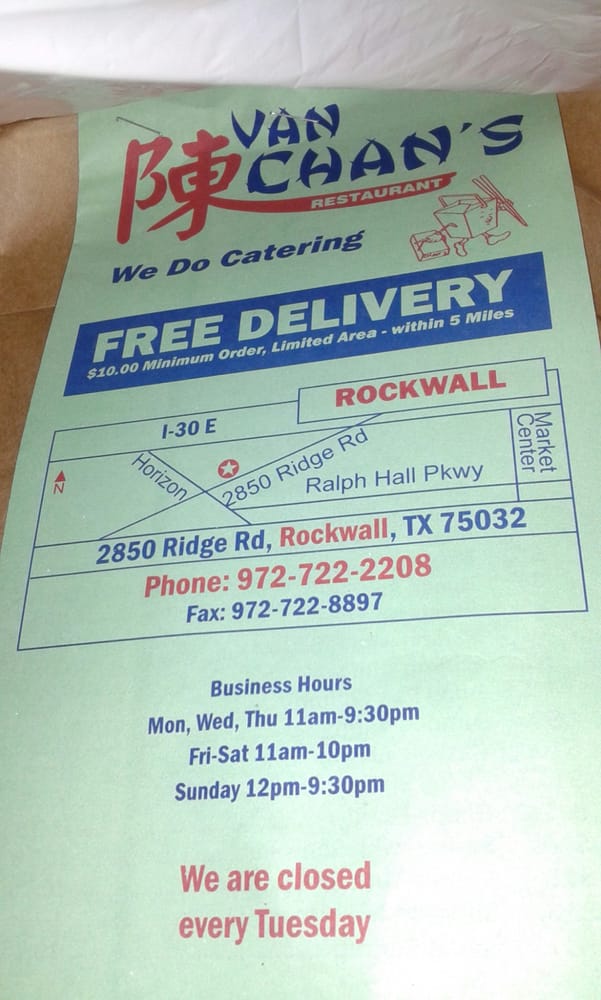 陳
VAN
CHAN'S
RESTAURANT
We Do Catering
FREE DELIVERY
$10.00 Minimum Order, Limited Area - within 5 Miles
ROCKWALL
I-30 E
Market
Center
Horizon
2850 Ridge Rd
Ralph Hall Pkwy
N
2850 Ridge Rd, Rockwall, TX 75032
Phone: 972-722-2208
Fax: 972-722-8897
Business Hours
Mon, Wed, Thu 11am-9:30pm
Fri-Sat 11am-10pm
Sunday 12pm-9:30pm
We are closed
every Tuesday